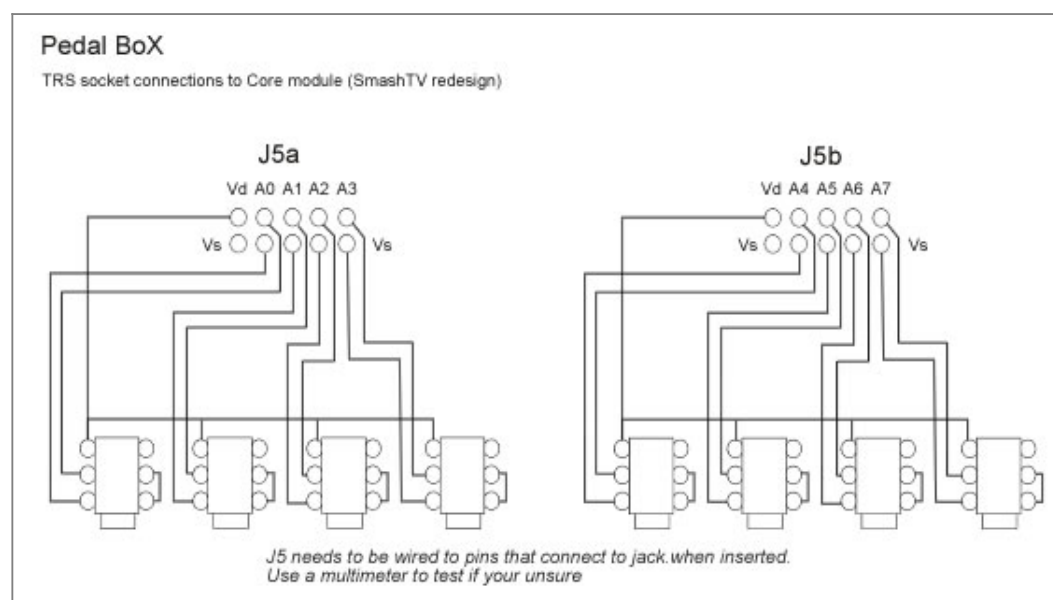 Pedal BoX
TRS socket connections to Core module (SmashTV redesign)
J5a
J5b
Vd A0 A1 A2 A3
Vd A4 A5 A6 A7
Vs
Vs
Vs
Vs
J5 needs to be wired to pins that connect to jack.when inserted.
Use a multimeter to test if your unsure